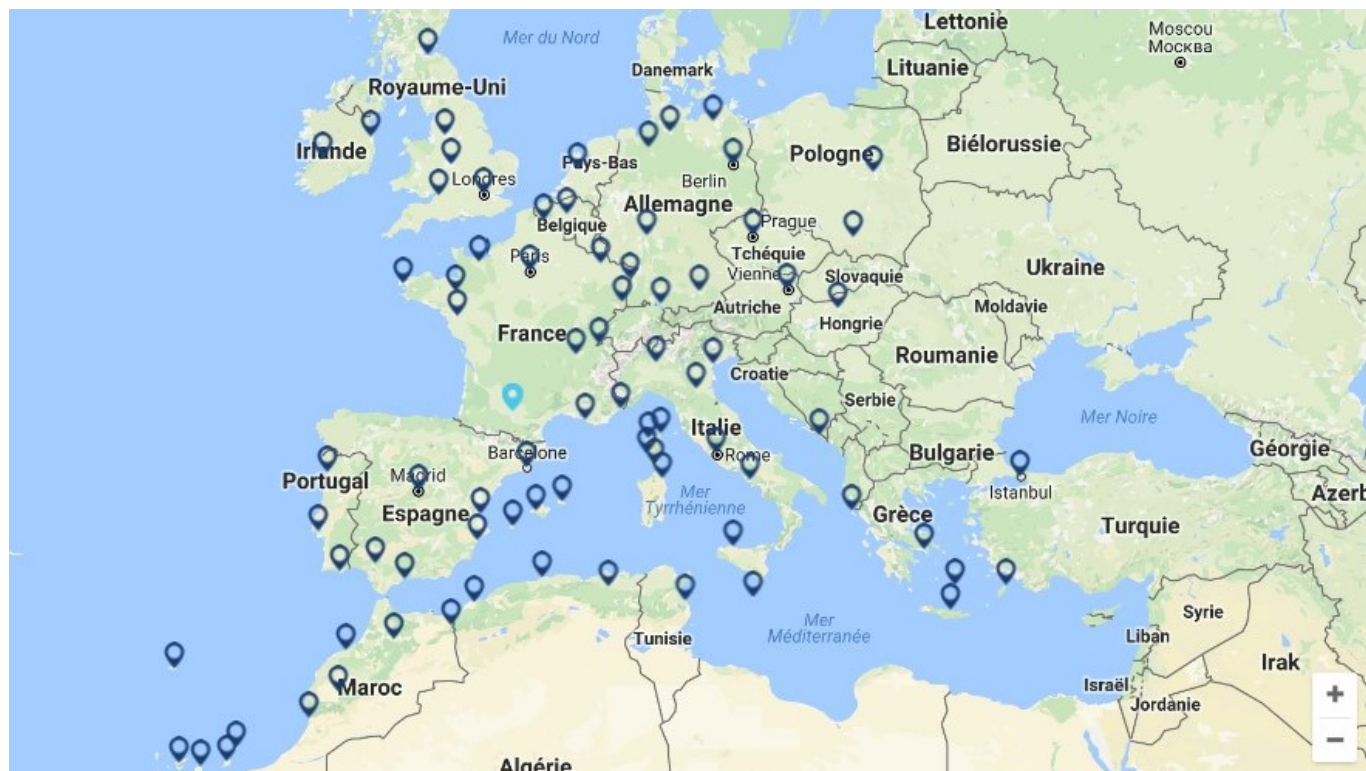 Lettonie
Moscou
Москва
Mer du Nord
Danemark
Lituanie
Royaume-Uni
Biélorussie
Irlande
Pays-Bas
Pologne
Londres
Berlin
Allemagne
Belgique
Prague
Tchéquie
Paris
Vienne
Slovaquie
Ukraine
Autriche
Moldavie
Hongrie
France
Roumanie
Croatie
Serbie
Mer Noire
Italie
Géorgie
Barcelone
Bulgarie
Rome
Madrid
Portugal
Istanbul
Azerb
Mer
Tyrrhénienne
Espagne
Grèce
Turquie
Syrie
Mer
Méditerranée
Tunisie
Liban
Irak
Maroc
Israël
Jordanie
Algérie
+
−